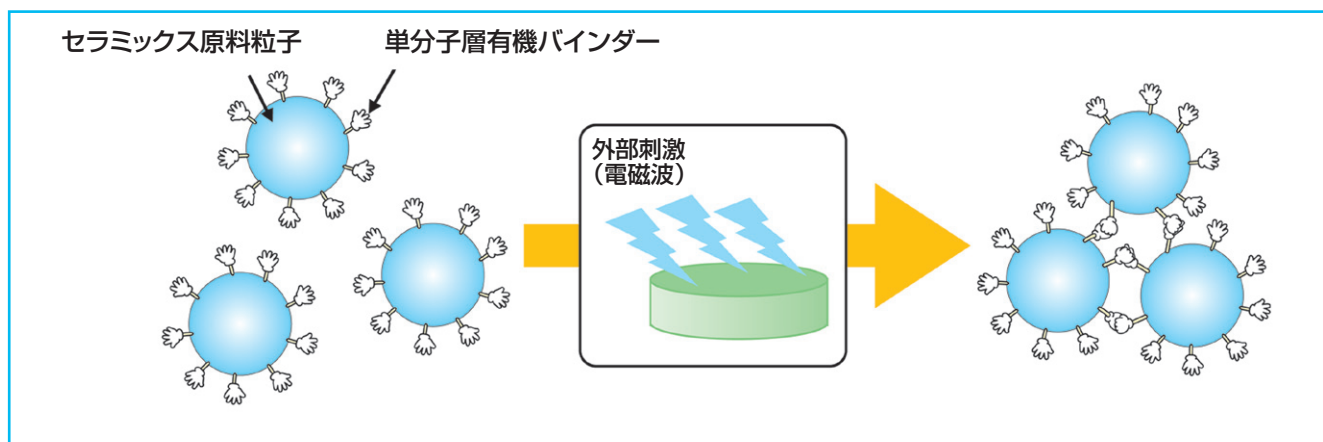 セラミックス原料粒子
単分子層有機バインダー
外部刺激
（電磁波）